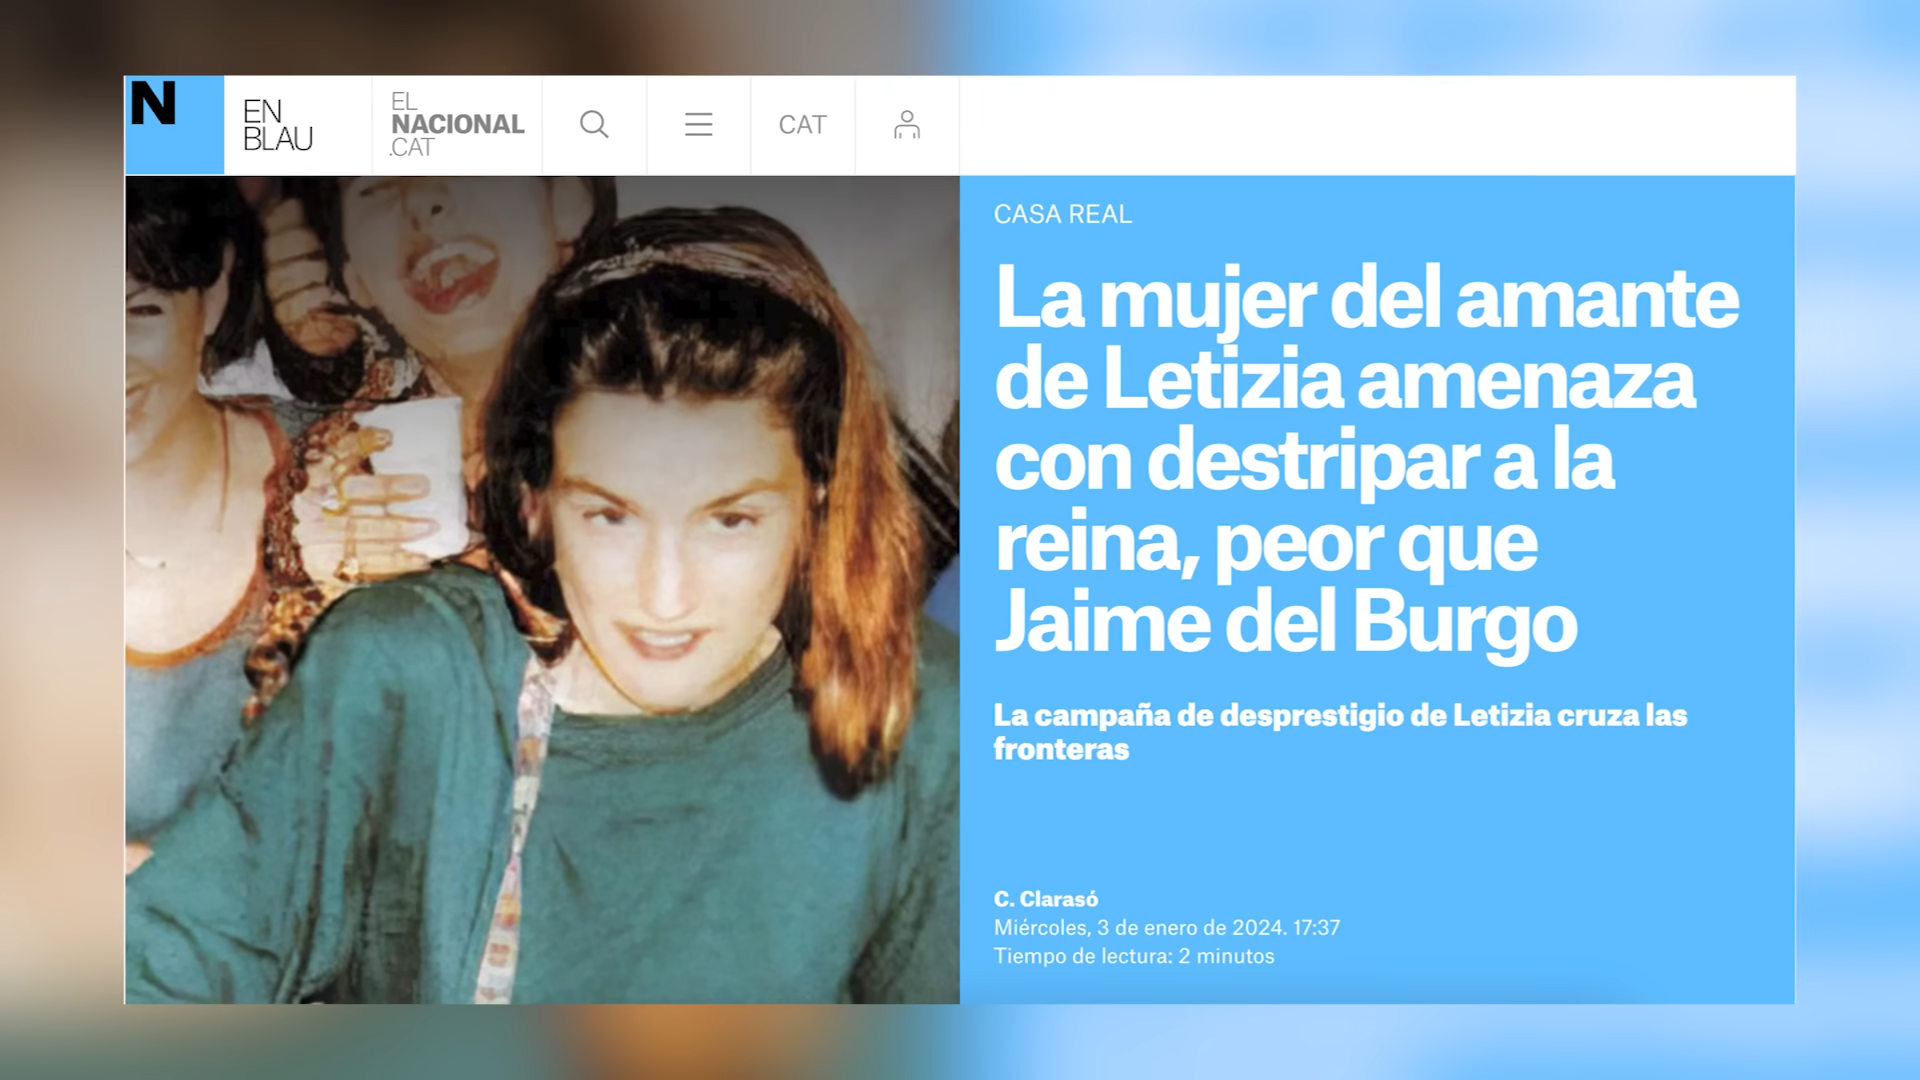 N
EN
BLAU
EL
NACIONAL
.CAT
CAT
CASA REAL
La mujer del amante
de Letizia amenaza
con destripar a la
reina, peor que
Jaime del Burgo
La campaña de desprestigio de Letizia cruza las
fronteras
C. Clarasó
Miércoles, 3 de enero de 2024. 17:37
Tiempo de lectura: 2 minutos